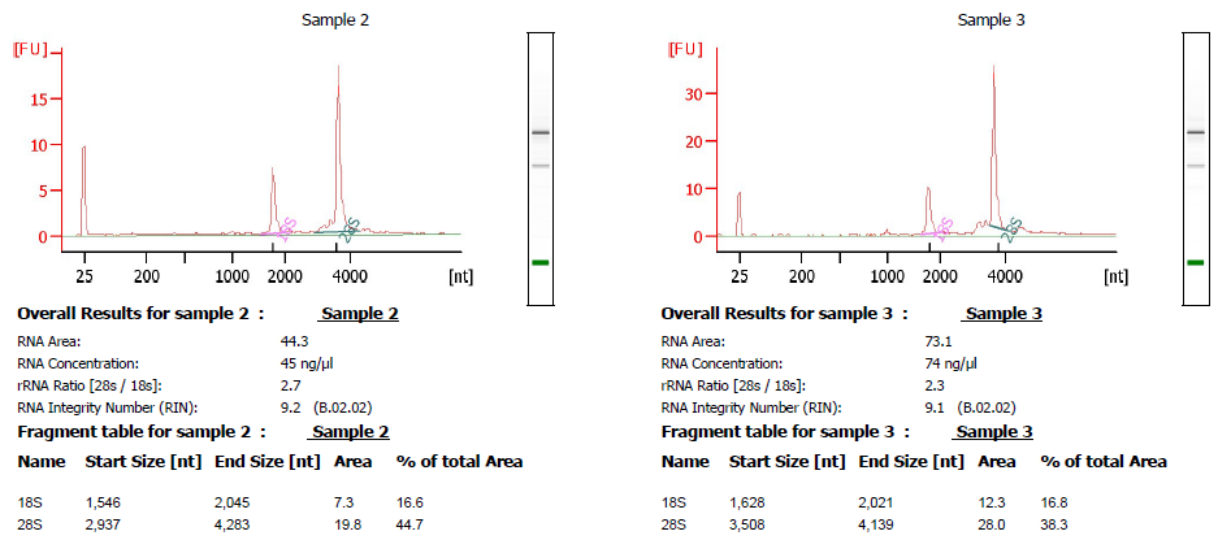 Sample 2
[FU]
15
10
5
0
18S
28S
25 200 1000 2000 4000 [nt]
Overall Results for sample 2 : Sample 2
RNA Area: 44.3
RNA Concentration: 45 ng/µl
rRNA Ratio [28s / 18s]: 2.7
RNA Integrity Number (RIN): 9.2 (B.02.02)
Fragment table for sample 2 : Sample 2
Name Start Size [nt] End Size [nt] Area % of total Area
18S 1,546 2,045 7.3 16.6
28S 2,937 4,283 19.8 44.7
Sample 3
[FU]
30
20
10
0
18S
28S
25 200 1000 2000 4000 [nt]
Overall Results for sample 3 : Sample 3
RNA Area: 73.1
RNA Concentration: 74 ng/µl
rRNA Ratio [28s / 18s]: 2.3
RNA Integrity Number (RIN): 9.1 (B.02.02)
Fragment table for sample 3 : Sample 3
Name Start Size [nt] End Size [nt] Area % of total Area
18S 1,628 2,021 12.3 16.8
28S 3,508 4,139 28.0 38.3